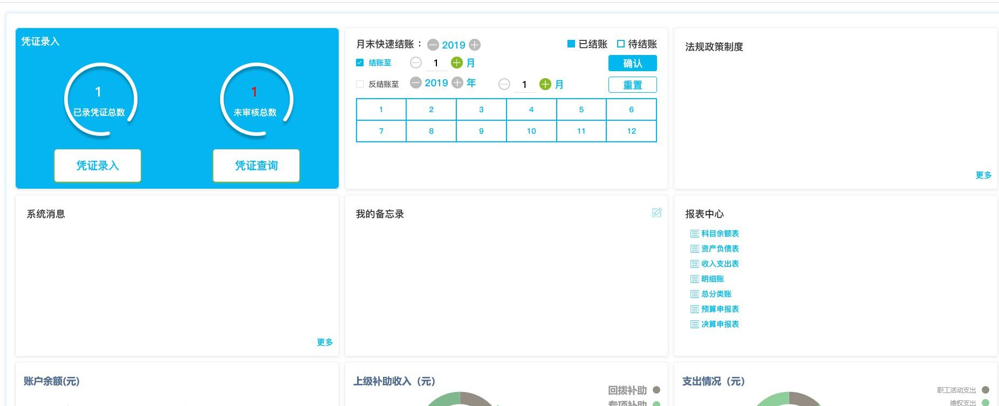 凭证录入
1
已录凭证总数
1
未审核总数
凭证录入
凭证查询
月末快速结账： 2019
已结账 待结账
结账至 1 月
确认
反结账至 2019 年 1 月
重置
1 2 3 4 5 6
7 8 9 10 11 12
法规政策制度
更多
系统消息
更多
我的备忘录
报表中心
科目余额表
资产负债表
收入支出表
明细账
总分类账
预算申报表
决算申报表
账户余额(元)
上级补助收入（元）
回拨补助
专项补助
支出情况（元）
职工活动支出
维权支出